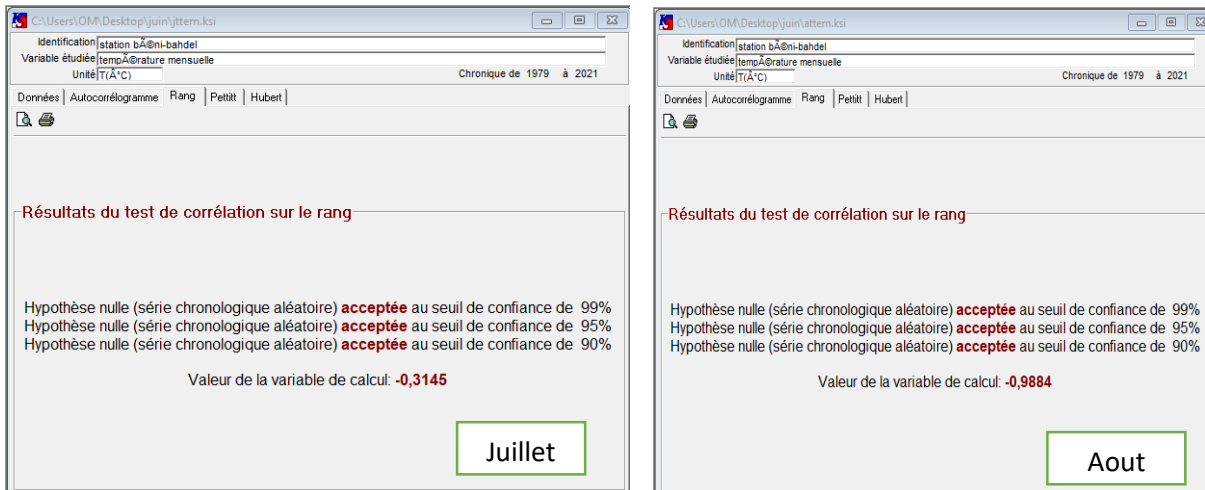 C:\Users\OM\Desktop\juin\jttem.ksi
Identification station bÃ©ni-bahdel
Variable étudiée tempÃ©rature mensuelle
Unité T(Â°C) Chronique de 1979 à 2021
Données Autocorrélogramme Rang Pettitt Hubert
Résultats du test de corrélation sur le rang
Hypothèse nulle (série chronologique aléatoire) acceptée au seuil de confiance de 99%
Hypothèse nulle (série chronologique aléatoire) acceptée au seuil de confiance de 95%
Hypothèse nulle (série chronologique aléatoire) acceptée au seuil de confiance de 90%
Valeur de la variable de calcul: -0,3145
Juillet
C:\Users\OM\Desktop\juin\attem.ksi
Identification station bÃ©ni-bahdel
Variable étudiée tempÃ©rature mensuelle
Unité T(Â°C) Chronique de 1979 à 2021
Données Autocorrélogramme Rang Pettitt Hubert
Résultats du test de corrélation sur le rang
Hypothèse nulle (série chronologique aléatoire) acceptée au seuil de confiance de 99%
Hypothèse nulle (série chronologique aléatoire) acceptée au seuil de confiance de 95%
Hypothèse nulle (série chronologique aléatoire) acceptée au seuil de confiance de 90%
Valeur de la variable de calcul: -0,9884
Aout